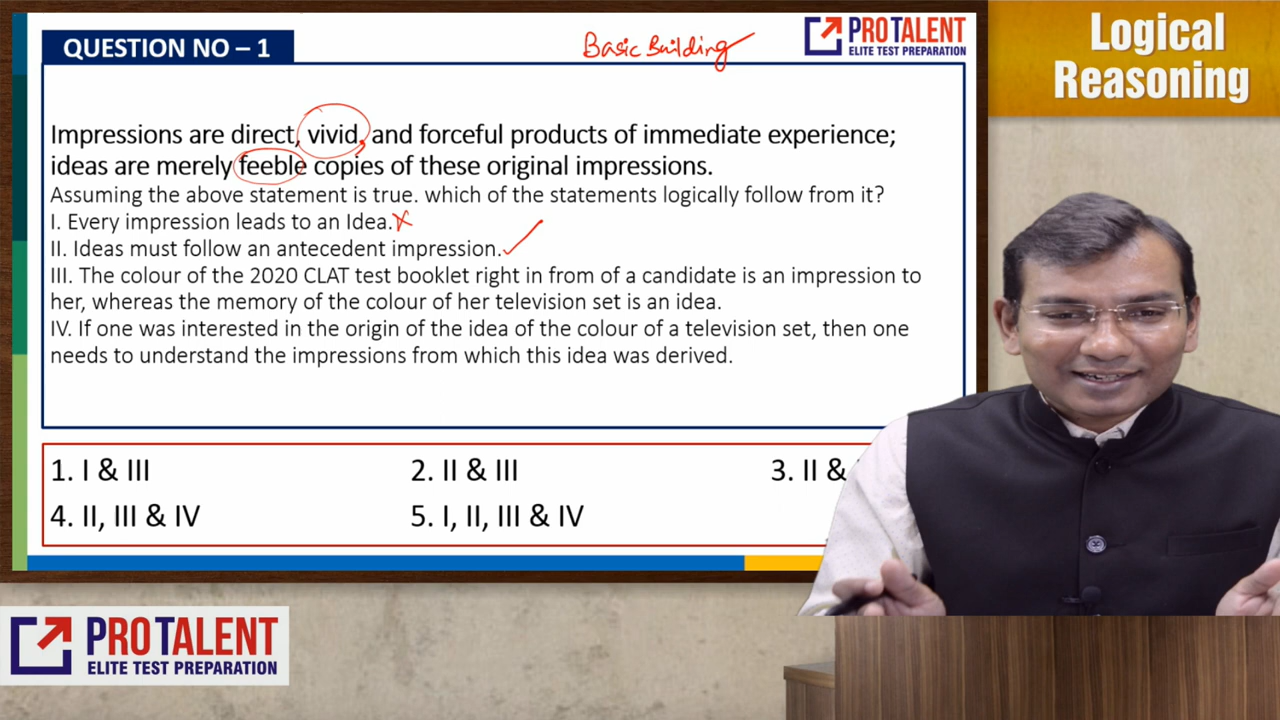 QUESTION NO – 1
Basic Building
PRO TALENT
ELITE TEST PREPARATION
Logical
Reasoning
Impressions are direct, vivid, and forceful products of immediate experience;
ideas are merely feeble copies of these original impressions.
Assuming the above statement is true. which of the statements logically follow from it?
I. Every impression leads to an Idea.
II. Ideas must follow an antecedent impression.
III. The colour of the 2020 CLAT test booklet right in from of a candidate is an impression to
her, whereas the memory of the colour of her television set is an idea.
IV. If one was interested in the origin of the idea of the colour of a television set, then one
needs to understand the impressions from which this idea was derived.
1. I & III
2. II & III
3. II &
4. II, III & IV
5. I, II, III & IV
PRO TALENT
ELITE TEST PREPARATION